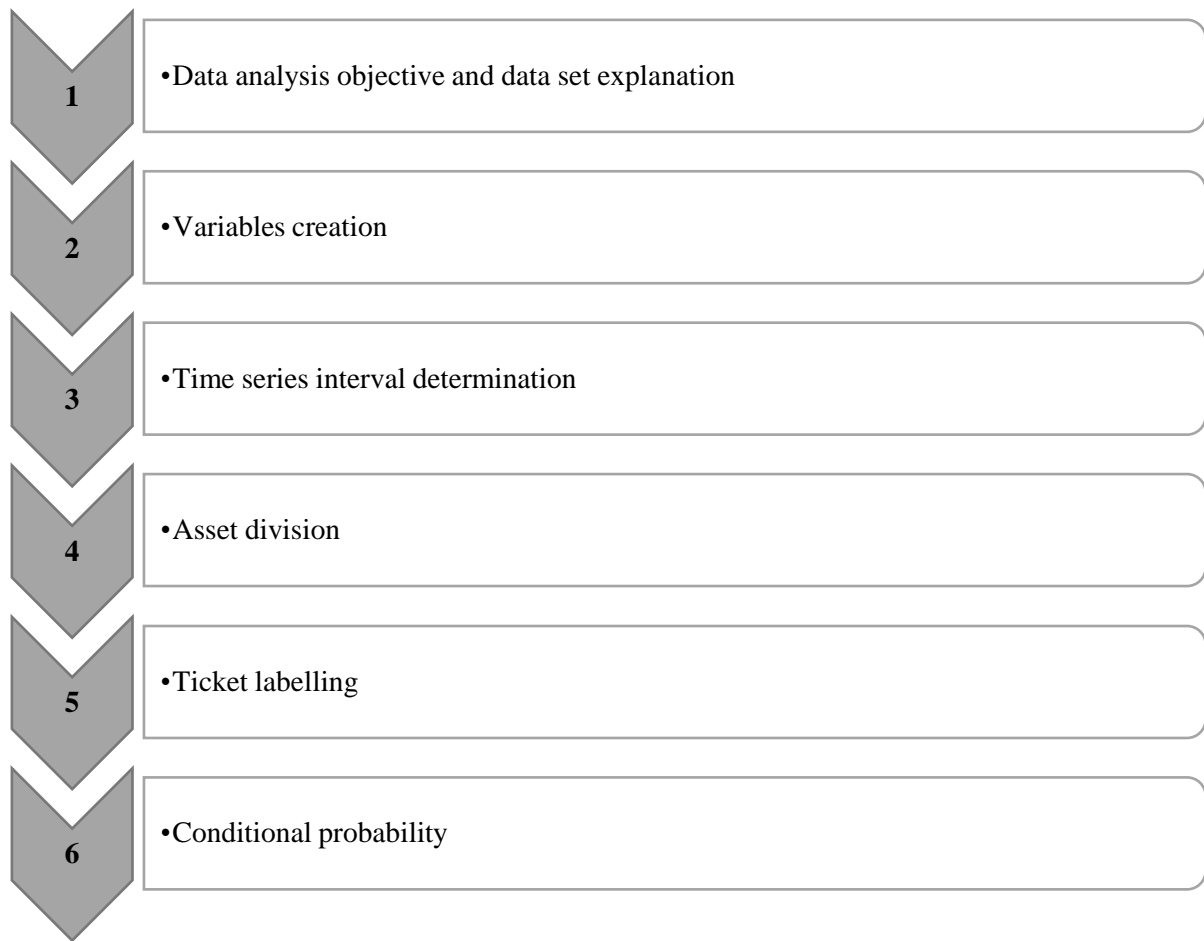 1
•Data analysis objective and data set explanation
2
•Variables creation
3
•Time series interval determination
4
•Asset division
5
•Ticket labelling
6
•Conditional probability